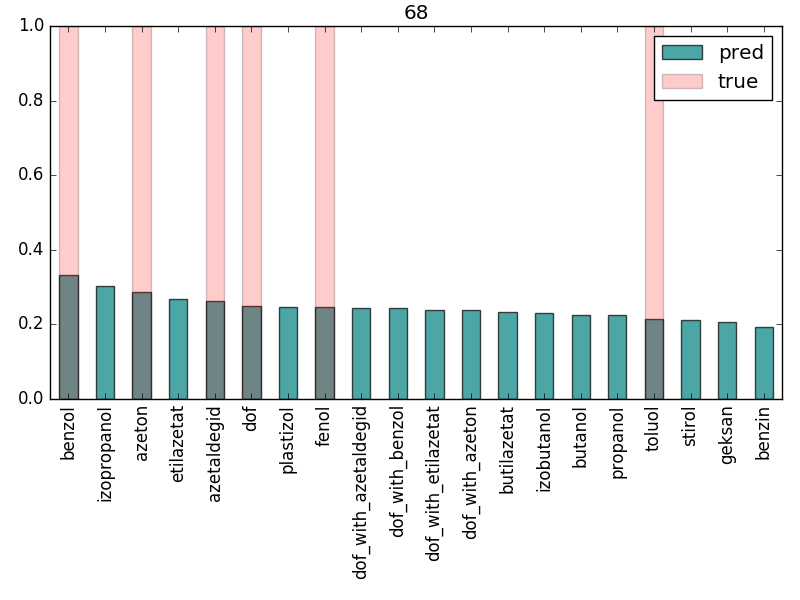 68
1.0
0.8
0.6
0.4
0.2
0.0
pred
true
benzol
izopropanol
azeton
etilazetat
azetaldegid
dof
plastizol
fenol
dof_with_azetaldegid
dof_with_benzol
dof_with_etilazetat
dof_with_azeton
butilazetat
izobutanol
butanol
propanol
toluol
stirol
geksan
benzin